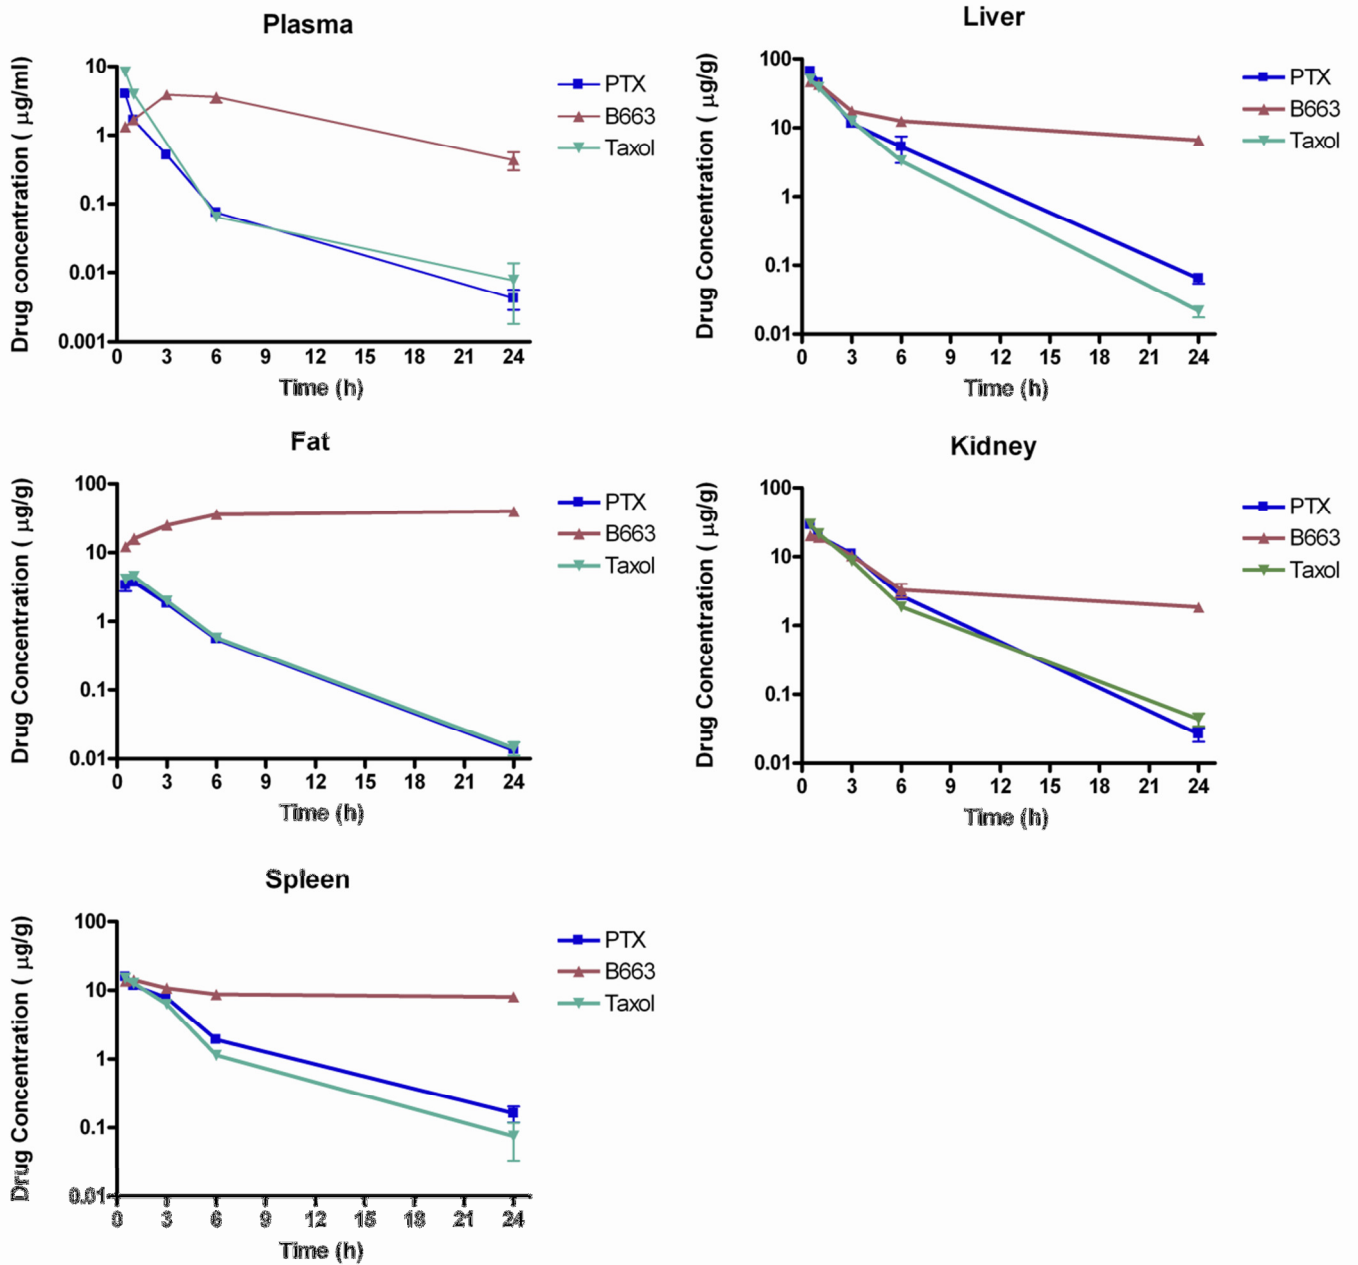 Plasma
Drug concentration ( µg/ml)
10
1
0.1
0.01
0.001
0 3 6 9 12 15 18 21 24
Time (h)
PTX
B663
Taxol
Liver
Drug Concentration ( µg/g)
100
10
1
0.1
0.01
0 3 6 9 12 15 18 21 24
Time (h)
PTX
B663
Taxol
Fat
Drug Concentration ( µg/g)
100
10
1
0.1
0.01
0 3 6 9 12 15 18 21 24
Time (h)
PTX
B663
Taxol
Kidney
Drug Concentration ( µg/g)
100
10
1
0.1
0.01
0 3 6 9 12 15 18 21 24
Time (h)
PTX
B663
Taxol
Spleen
Drug Concentration ( µg/g)
100
10
1
0.1
0.01
0 3 6 9 12 15 18 21 24
Time (h)
PTX
B663
Taxol